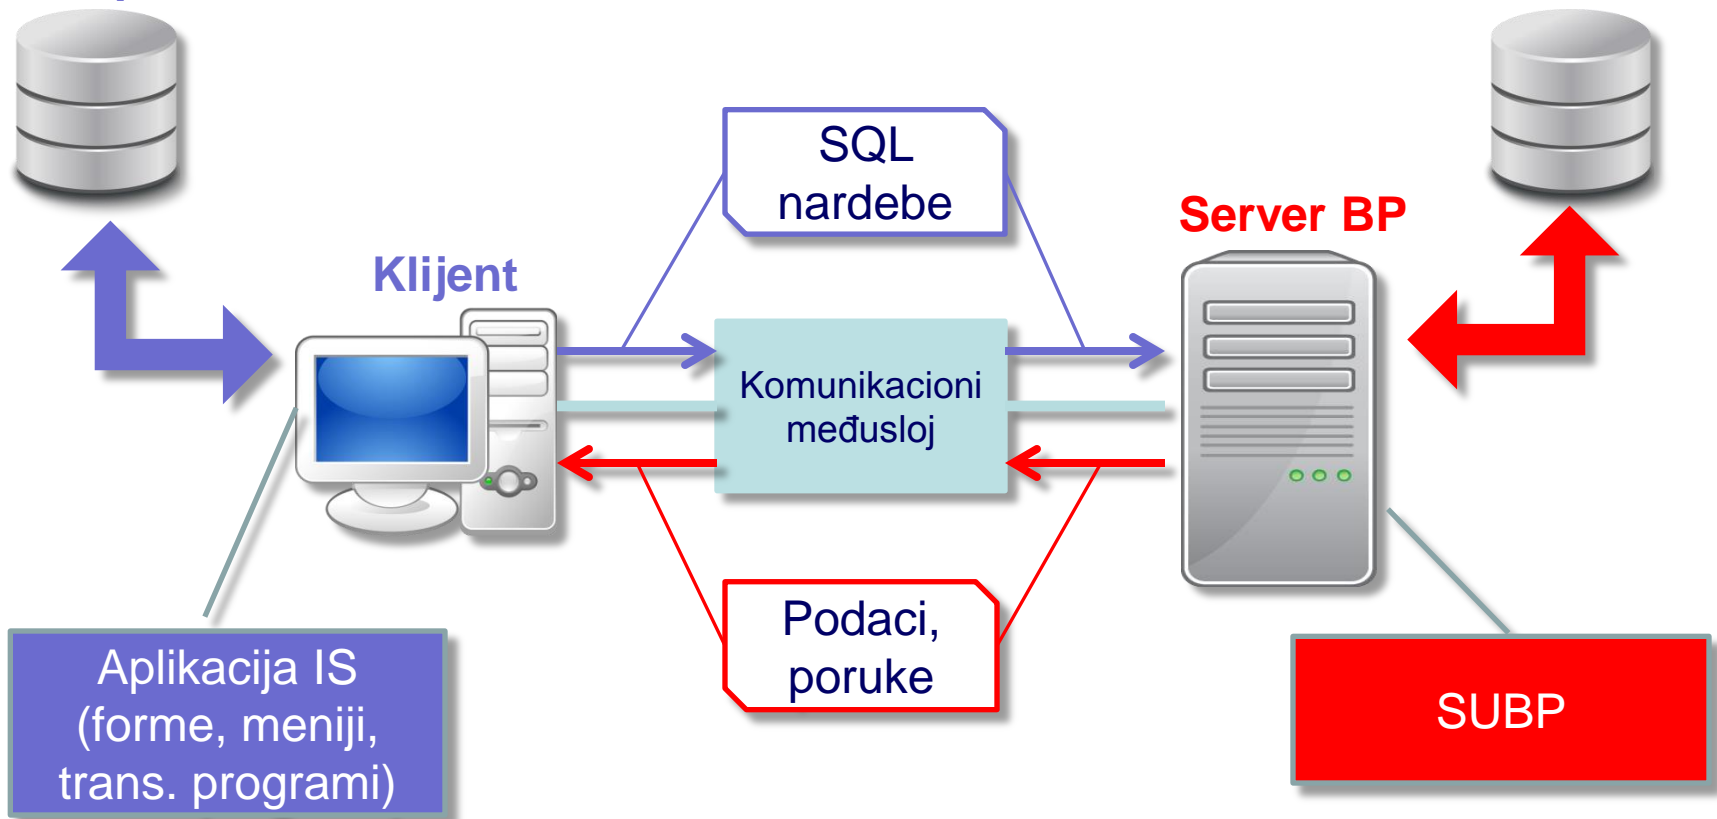 SQL
nardebe
Server BP
Klijent
Komunikacioni
međusloj
Podaci,
poruke
Aplikacija IS
(forme, meniji,
trans. programi)
SUBP